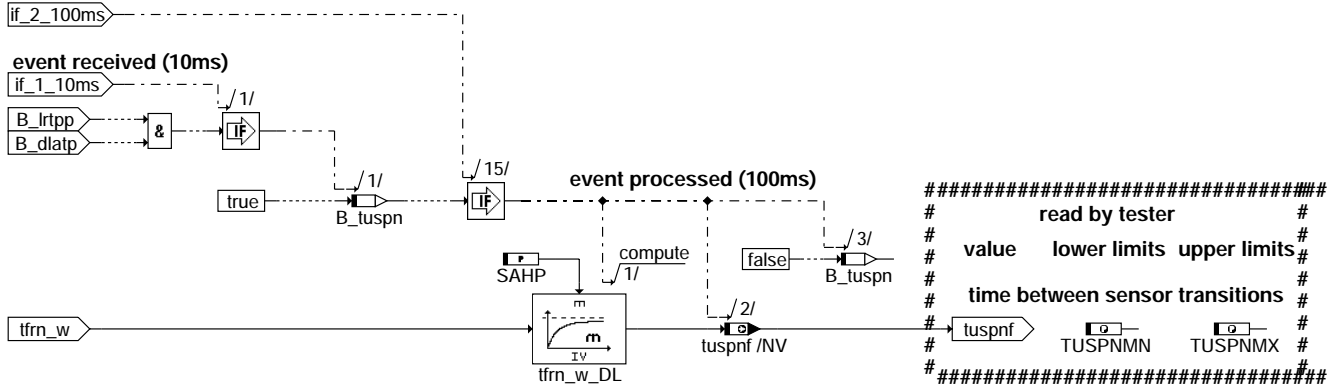 if_2_100ms
event received (10ms)
if_1_10ms
/1/
B_lrtpp
B_dlatp
&
IF
/1/
true
B_tuspn
/15/
IF
event processed (100ms)
SAHP
P
compute
1/
false
/3/
B_tuspn
tfrn_w
tfrn_w_DL
/2/
tuspnf /NV
##################################
read by tester
value lower limits upper limits
time between sensor transitions
tuspnf
TUSPNMN
TUSPNMX
##################################